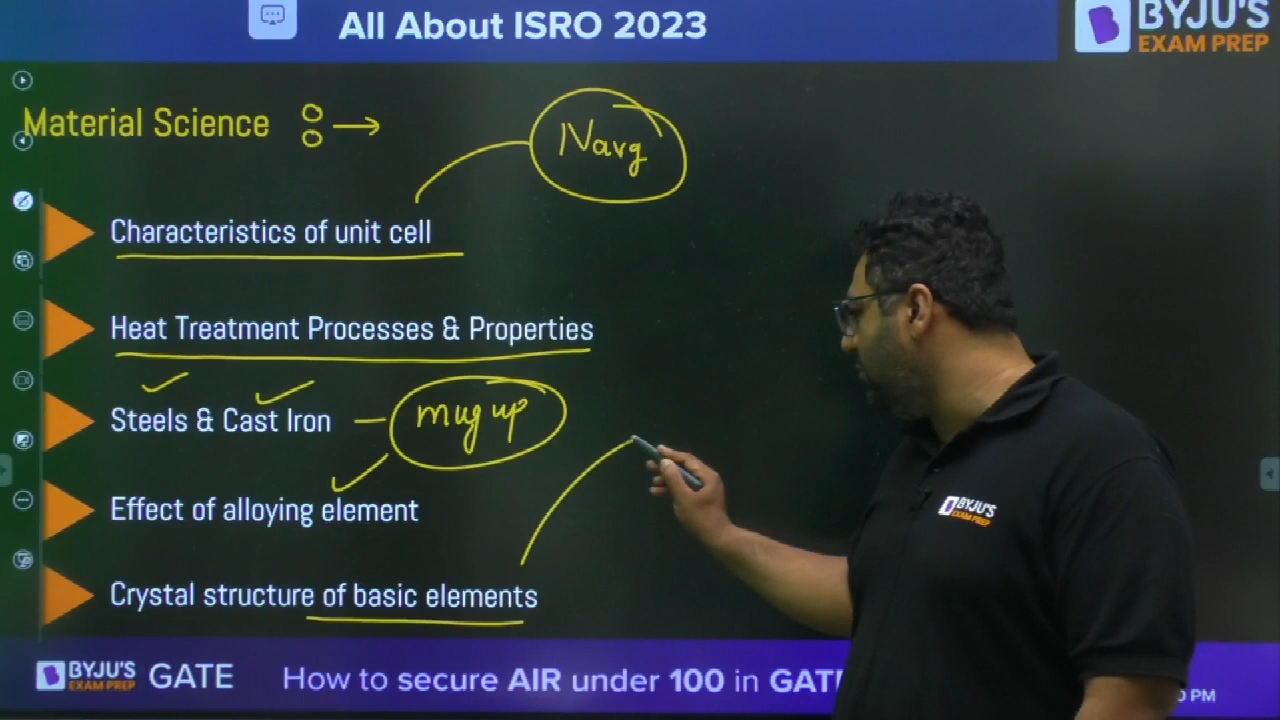 All About ISRO 2023
BYJU'S
EXAM PREP
Material Science
Navg
Characteristics of unit cell
Heat Treatment Processes & Properties
Steels & Cast Iron
mug up
Effect of alloying element
Crystal structure of basic elements
BYJU'S
EXAM PREP
BYJU'S
EXAM PREP
GATE
How to secure AIR under 100 in GAT
PM